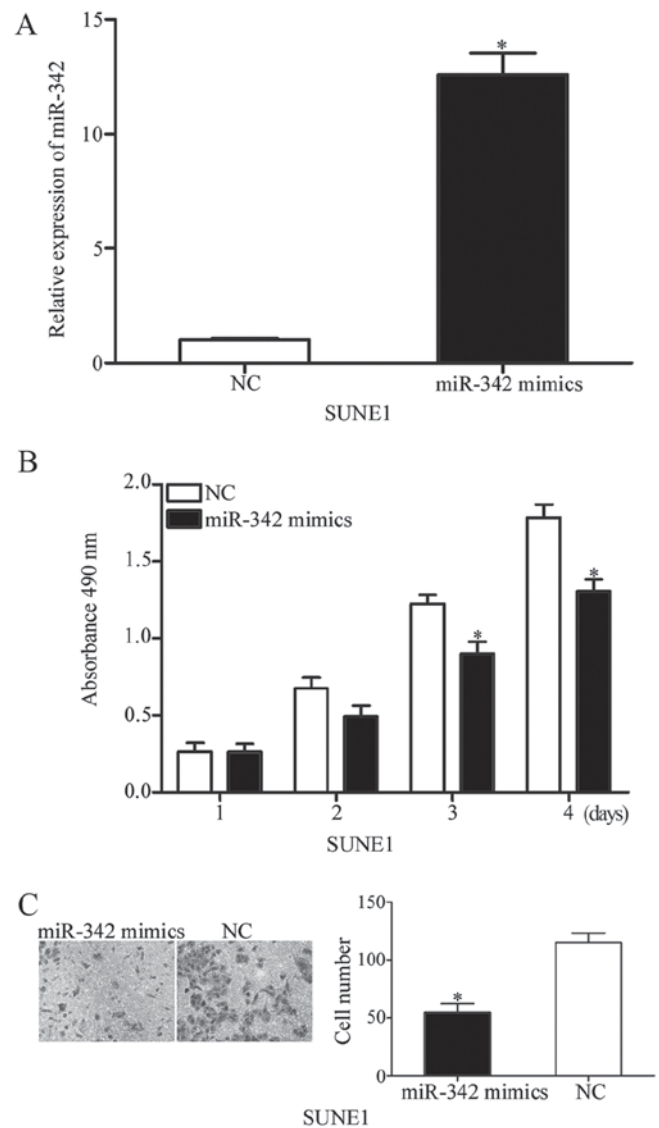 A
15
10
5
0
Relative expression of miR-342
*
NC
miR-342 mimics
SUNE1
B
2.0
1.5
1.0
0.5
0.0
Absorbance 490 nm
NC
miR-342 mimics
*
*
1 2 3 4 (days)
SUNE1
C
miR-342 mimics NC
150
100
50
0
Cell number
*
miR-342 mimics NC
SUNE1